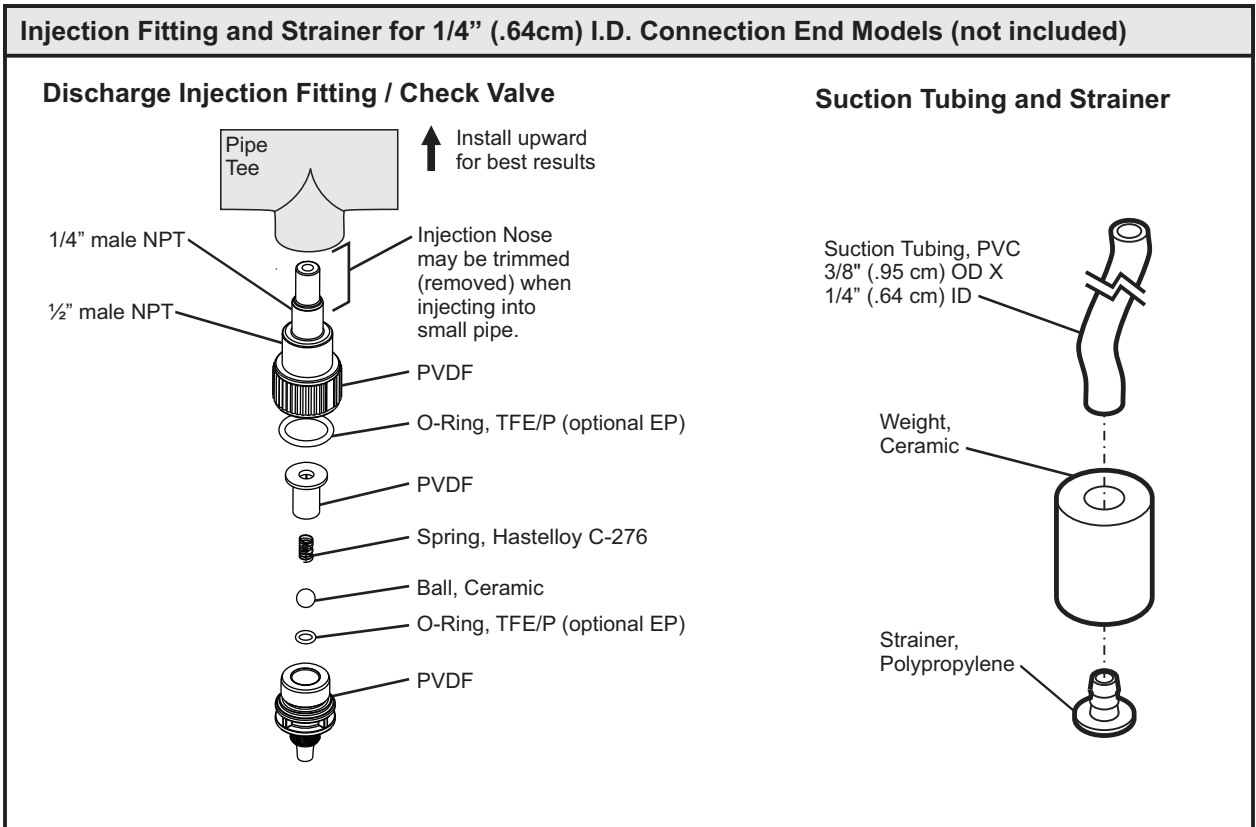 Injection Fitting and Strainer for 1/4” (.64cm) I.D. Connection End Models (not included)
Discharge Injection Fitting / Check Valve
Pipe
Tee
Install upward
for best results
1/4” male NPT
½” male NPT
Injection Nose
may be trimmed
(removed) when
injecting into
small pipe.
PVDF
O-Ring, TFE/P (optional EP)
PVDF
Spring, Hastelloy C-276
Ball, Ceramic
O-Ring, TFE/P (optional EP)
PVDF
Suction Tubing and Strainer
Suction Tubing, PVC
3/8" (.95 cm) OD X
1/4” (.64 cm) ID
Weight,
Ceramic
Strainer,
Polypropylene